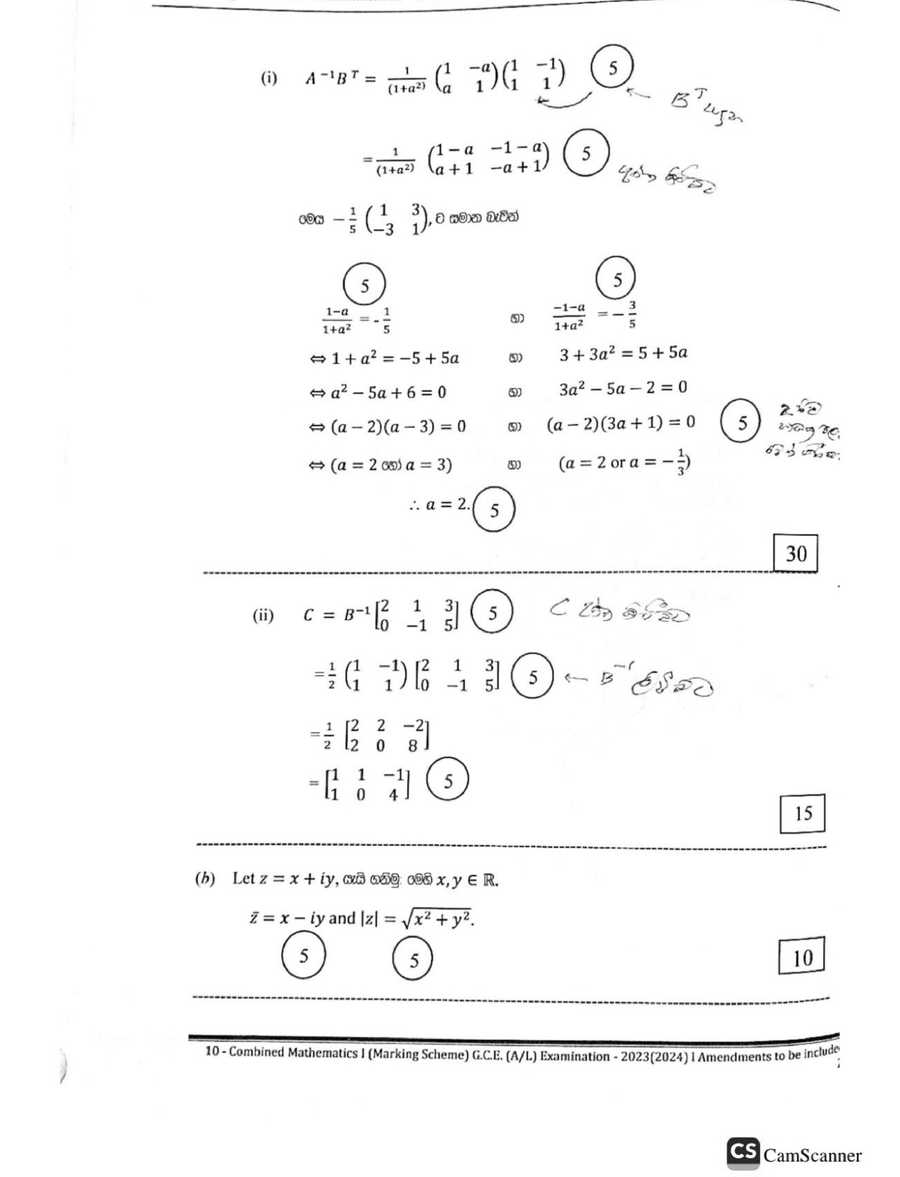 (i) A⁻¹Bᵀ = 1/(1+a²) (1 −a; a 1)(1 −1; 1 1) 5
Bᵀ
= 1/(1+a²) (1−a −1−a; a+1 −a+1) 5
මෙය −1/5 (1 3; −3 1), ට සමාන බැවින්
5 5
(1−a)/(1+a²) = -1/5 හා (−1−a)/(1+a²) = −3/5
⇔ 1 + a² = −5 + 5a හා 3 + 3a² = 5 + 5a
⇔ a² − 5a + 6 = 0 හා 3a² − 5a − 2 = 0
⇔ (a − 2)(a − 3) = 0 හා (a − 2)(3a + 1) = 0 5
⇔ (a = 2 හෝ a = 3) හා (a = 2 or a = −1/3)
∴ a = 2. 5
30
(ii) C = B⁻¹ [2 1 3; 0 −1 5] 5 C
= 1/2 (1 −1; 1 1) [2 1 3; 0 −1 5] 5 ← B⁻¹
= 1/2 [2 2 −2; 2 0 8]
= [1 1 −1; 1 0 4] 5
15
(b) Let z = x + iy, යැයි ගනිමු; මෙහි x, y ∈ ℝ.
z̄ = x − iy and |z| = √(x² + y²).
5 5
10
10 - Combined Mathematics I (Marking Scheme) G.C.E. (A/L) Examination - 2023(2024) I Amendments to be include
CS CamScanner